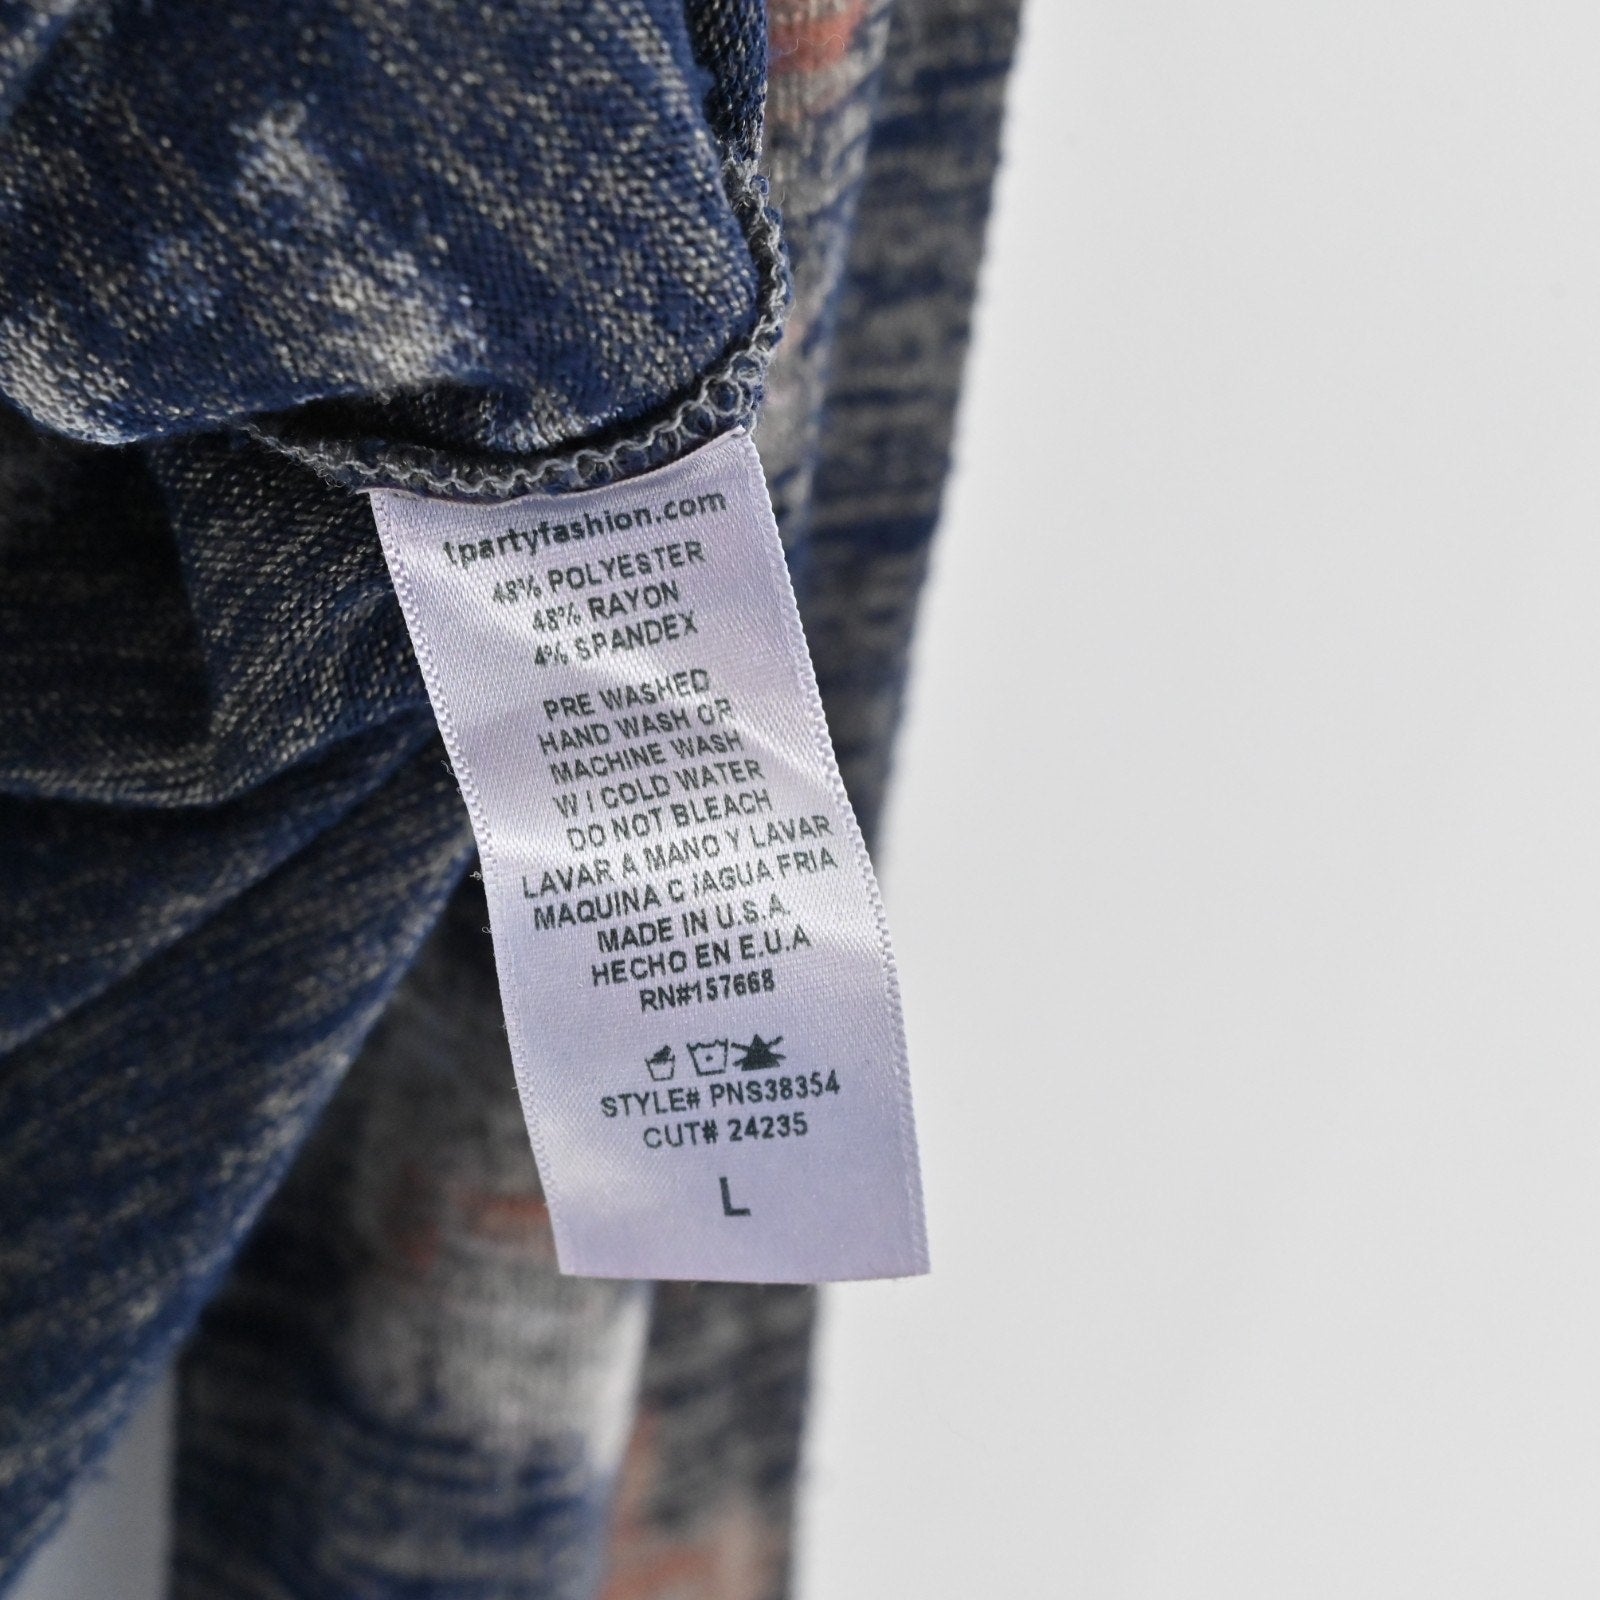 tpartyfashion.com
48% POLYESTER
48% RAYON
4% SPANDEX
PRE WASHED
HAND WASH OR
MACHINE WASH
W / COLD WATER
DO NOT BLEACH
LAVAR A MANO Y LAVAR
MAQUINA C /AGUA FRIA
MADE IN U.S.A.
HECHO EN E.U.A
RN#157668
STYLE# PNS38354
CUT# 24235
L